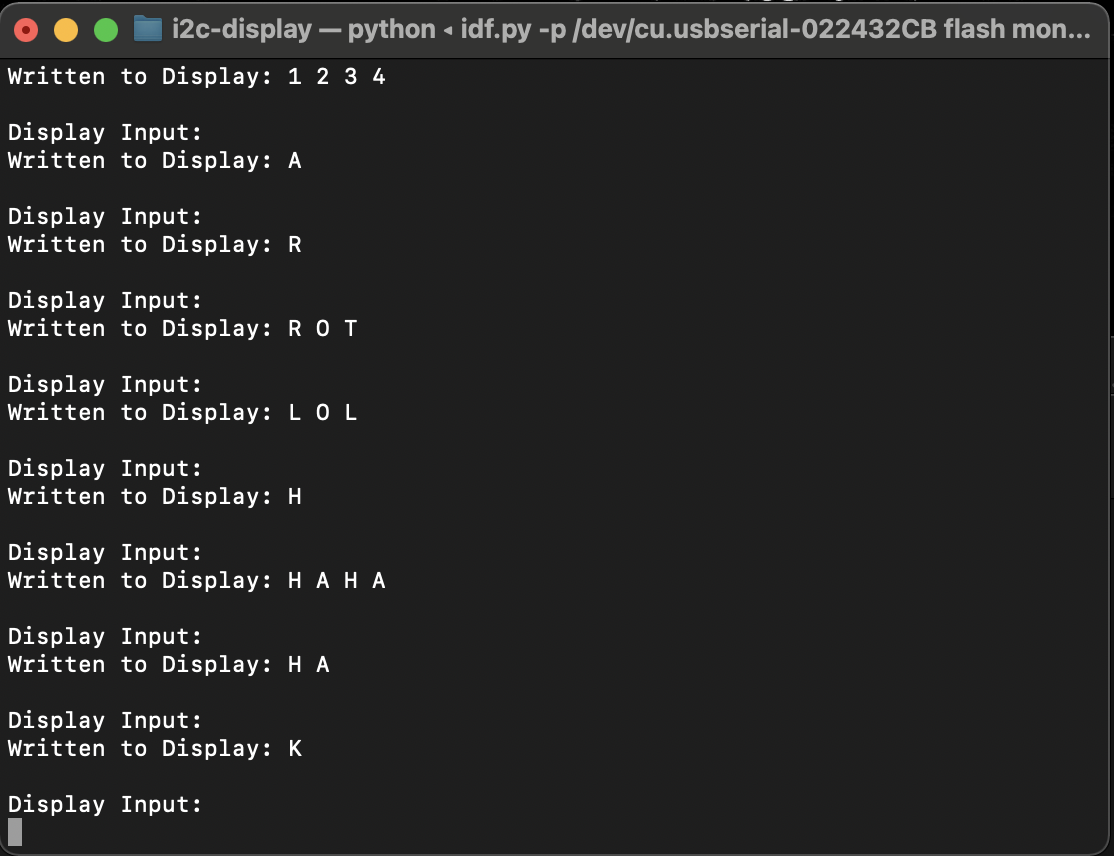 i2c-display — python ◂ idf.py -p /dev/cu.usbserial-022432CB flash mon...
Written to Display: 1 2 3 4
Display Input:
Written to Display: A
Display Input:
Written to Display: R
Display Input:
Written to Display: R O T
Display Input:
Written to Display: L O L
Display Input:
Written to Display: H
Display Input:
Written to Display: H A H A
Display Input:
Written to Display: H A
Display Input:
Written to Display: K
Display Input: